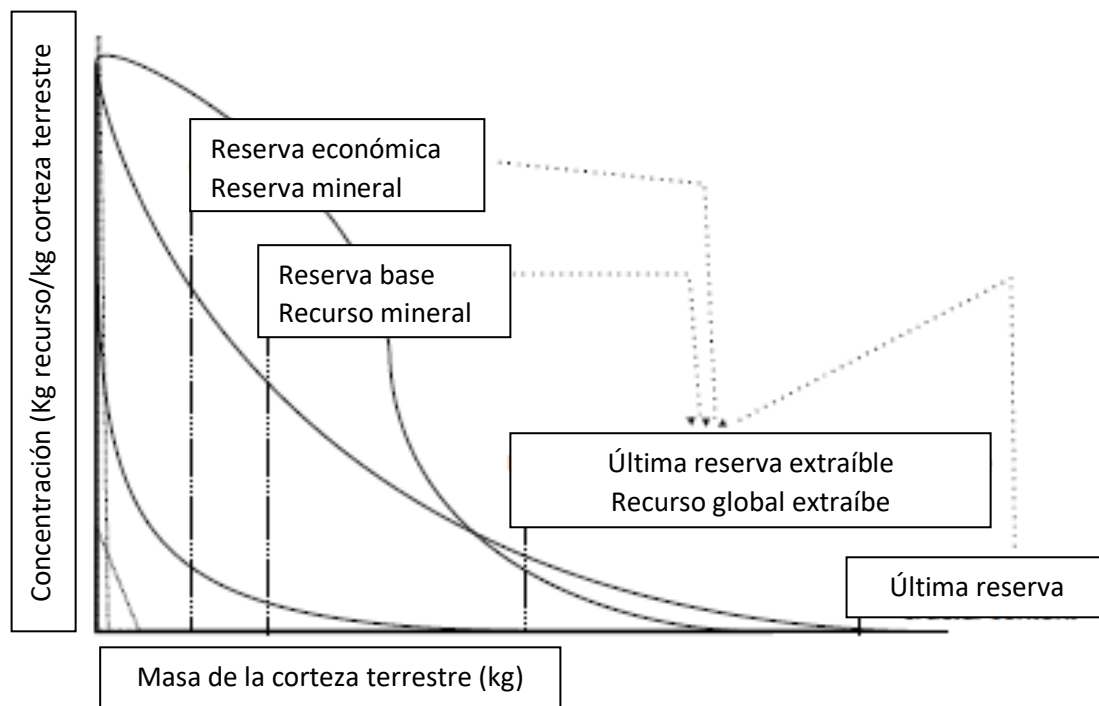 Concentración (Kg recurso/kg corteza terrestre
Reserva económica
Reserva mineral
Reserva base
Recurso mineral
Última reserva extraíble
Recurso global extraíbe
Última reserva
Masa de la corteza terrestre (kg)